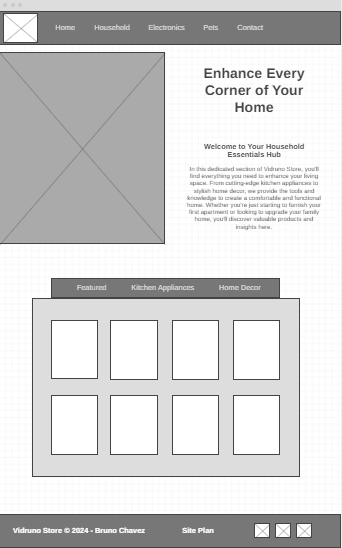 Home Household Electronics Pets Contact
Enhance Every
Corner of Your
Home
Welcome to Your Household
Essentials Hub
In this dedicated section of Vidruno Store, you'll
find everything you need to enhance your living
space. From cutting-edge kitchen appliances to
stylish home decor, we provide the tools and
knowledge to create a comfortable and functional
home. Whether you're just starting to furnish your
first apartment or looking to upgrade your family
home, you'll discover valuable products and
insights here.
Featured Kitchen Appliances Home Decor
Vidruno Store © 2024 - Bruno Chavez Site Plan